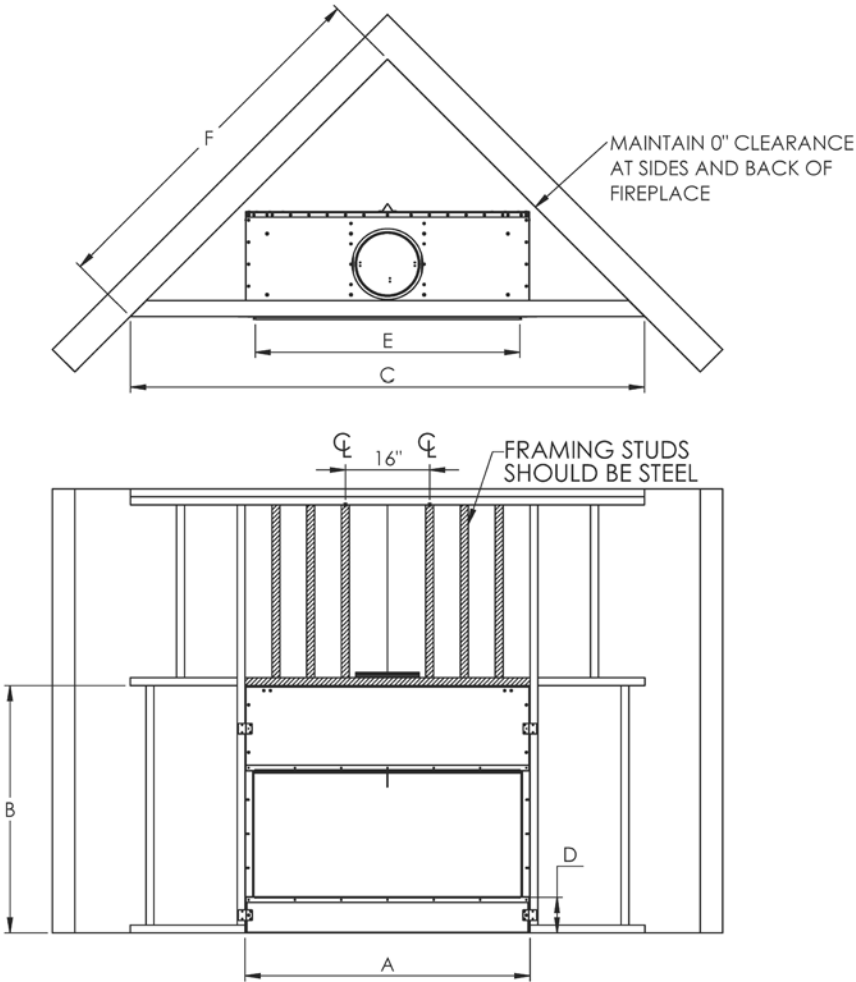 F
MAINTAIN 0" CLEARANCE
AT SIDES AND BACK OF
FIREPLACE
E
C
℄ ℄
16"
FRAMING STUDS
SHOULD BE STEEL
B
D
A